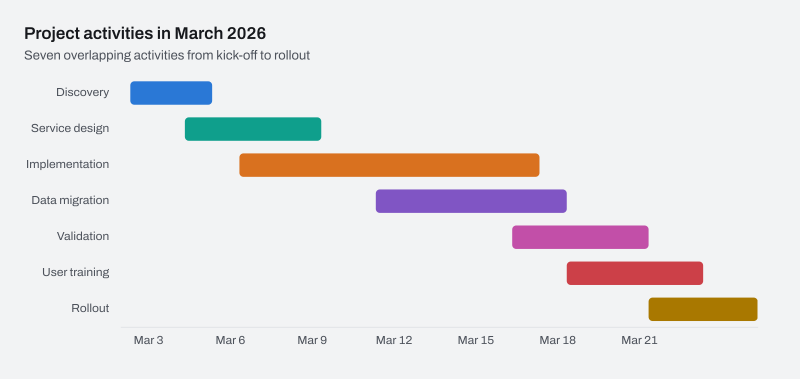 Project activities in March 2026
Seven overlapping activities from kick-off to rollout
Discovery
Service design
Implementation
Data migration
Validation
User training
Rollout
Mar 3 Mar 6 Mar 9 Mar 12 Mar 15 Mar 18 Mar 21